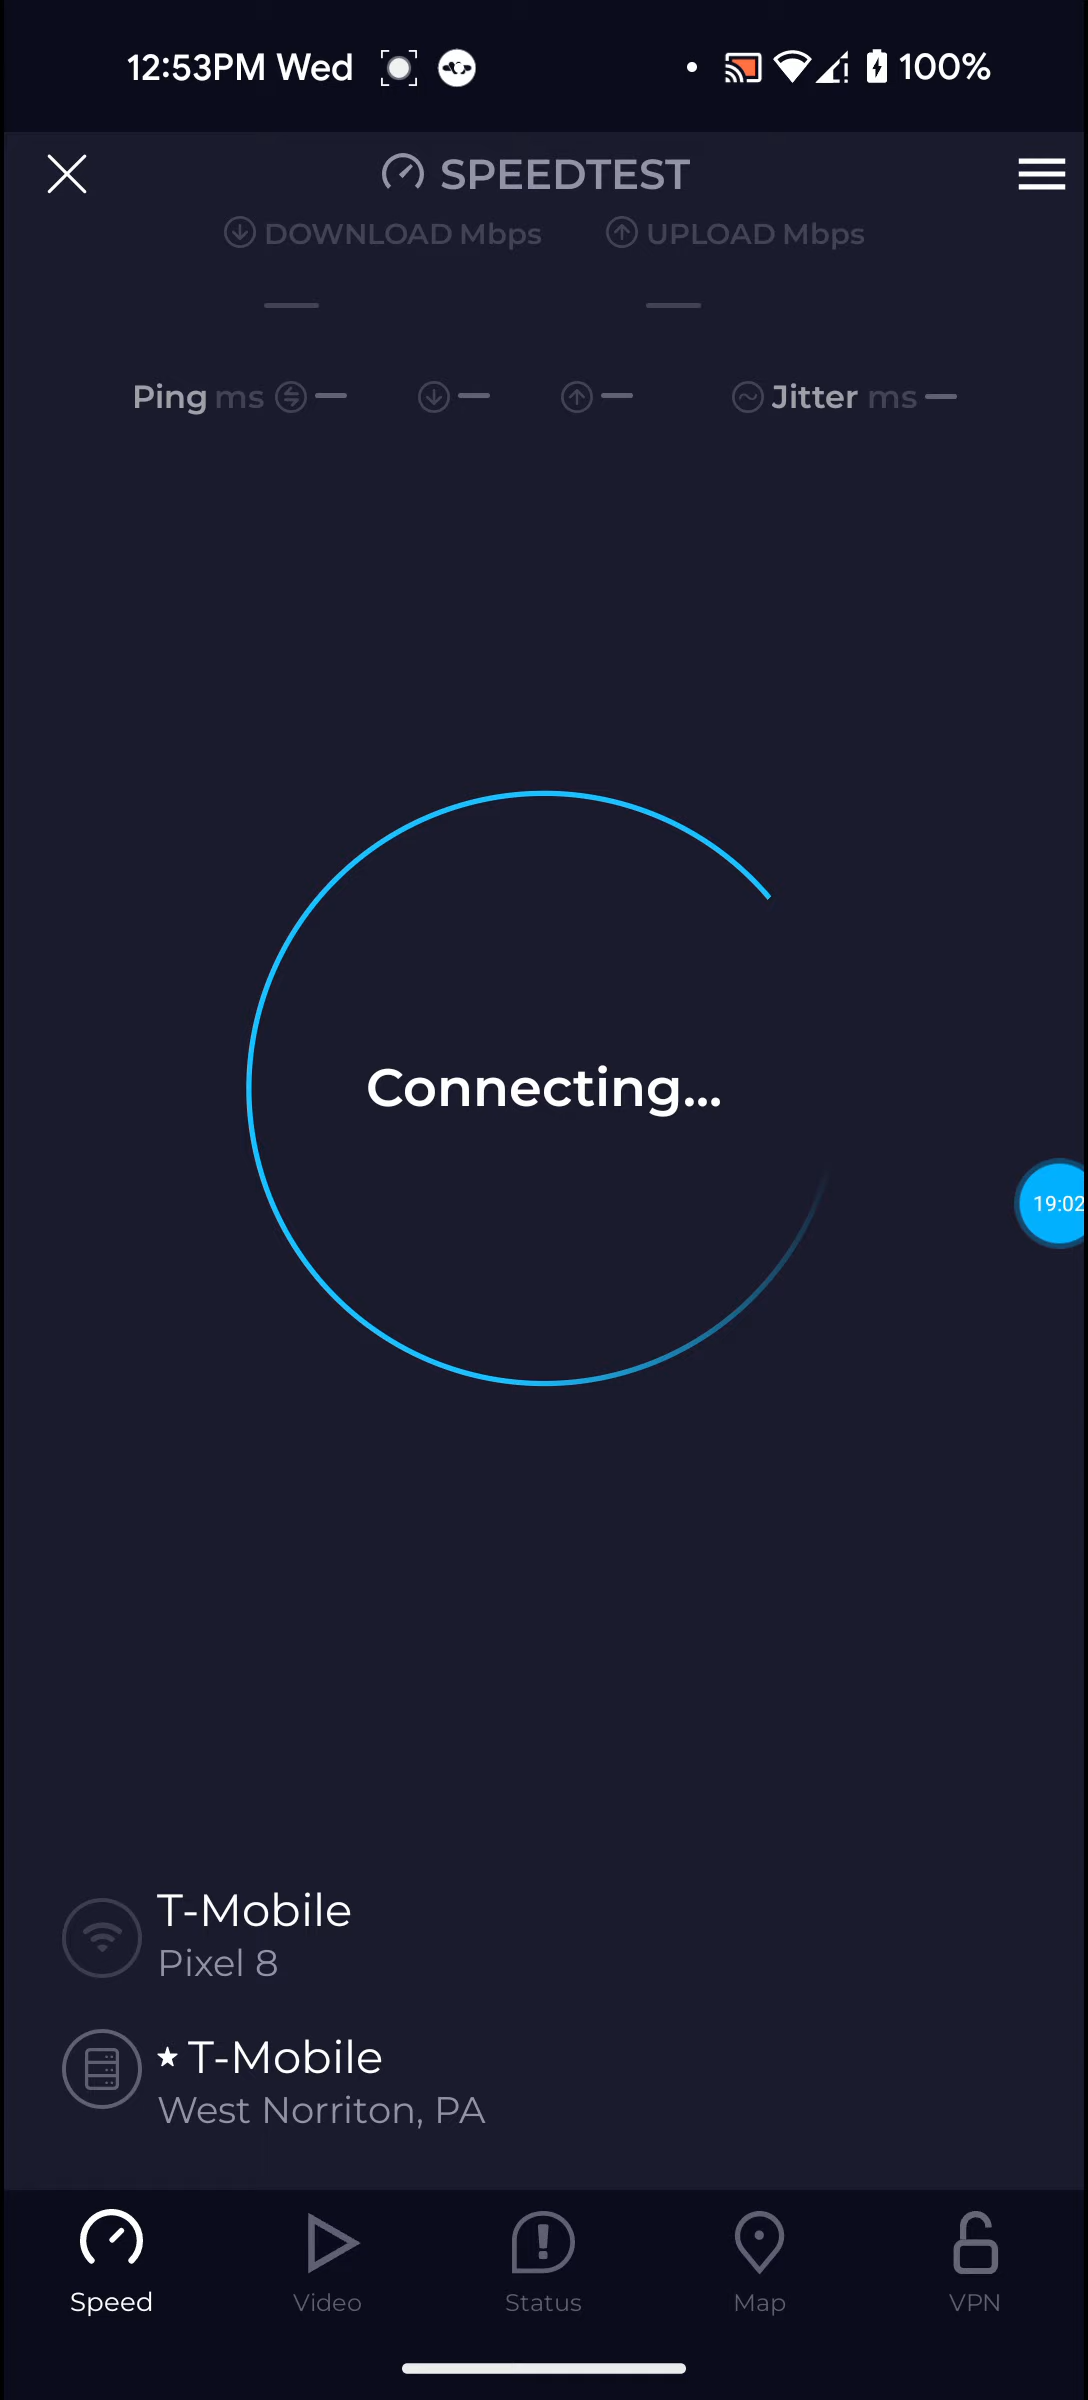 12:53PM Wed 100%
SPEEDTEST
DOWNLOAD Mbps UPLOAD Mbps
Ping ms Jitter ms
Connecting...
19:02
T-Mobile
Pixel 8
T-Mobile
West Norriton, PA
Speed Video Status Map VPN